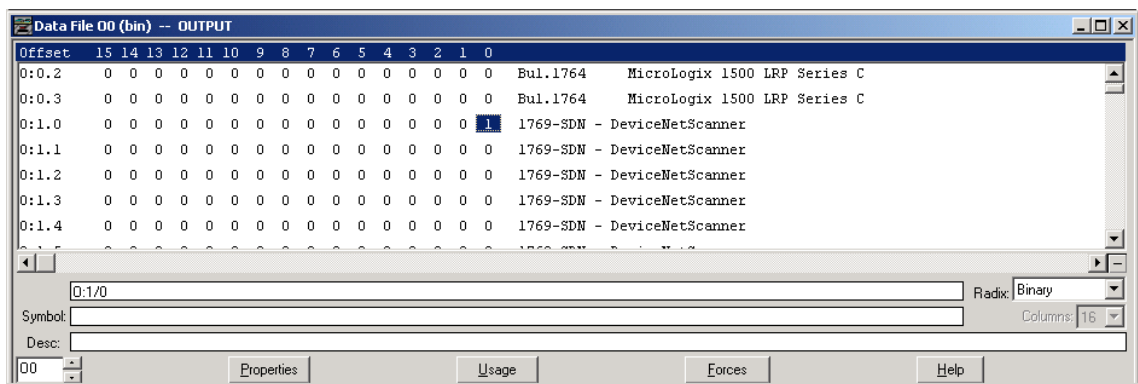 Data File O0 (bin) -- OUTPUT
Offset 15 14 13 12 11 10 9 8 7 6 5 4 3 2 1 0
O:0.2 0 0 0 0 0 0 0 0 0 0 0 0 0 0 0 0 Bul.1764 MicroLogix 1500 LRP Series C
O:0.3 0 0 0 0 0 0 0 0 0 0 0 0 0 0 0 0 Bul.1764 MicroLogix 1500 LRP Series C
O:1.0 0 0 0 0 0 0 0 0 0 0 0 0 0 0 0 1 1769-SDN - DeviceNetScanner
O:1.1 0 0 0 0 0 0 0 0 0 0 0 0 0 0 0 0 1769-SDN - DeviceNetScanner
O:1.2 0 0 0 0 0 0 0 0 0 0 0 0 0 0 0 0 1769-SDN - DeviceNetScanner
O:1.3 0 0 0 0 0 0 0 0 0 0 0 0 0 0 0 0 1769-SDN - DeviceNetScanner
O:1.4 0 0 0 0 0 0 0 0 0 0 0 0 0 0 0 0 1769-SDN - DeviceNetScanner
O:1/0 Radix: Binary
Symbol: Columns: 16
Desc:
O0 Properties Usage Forces Help